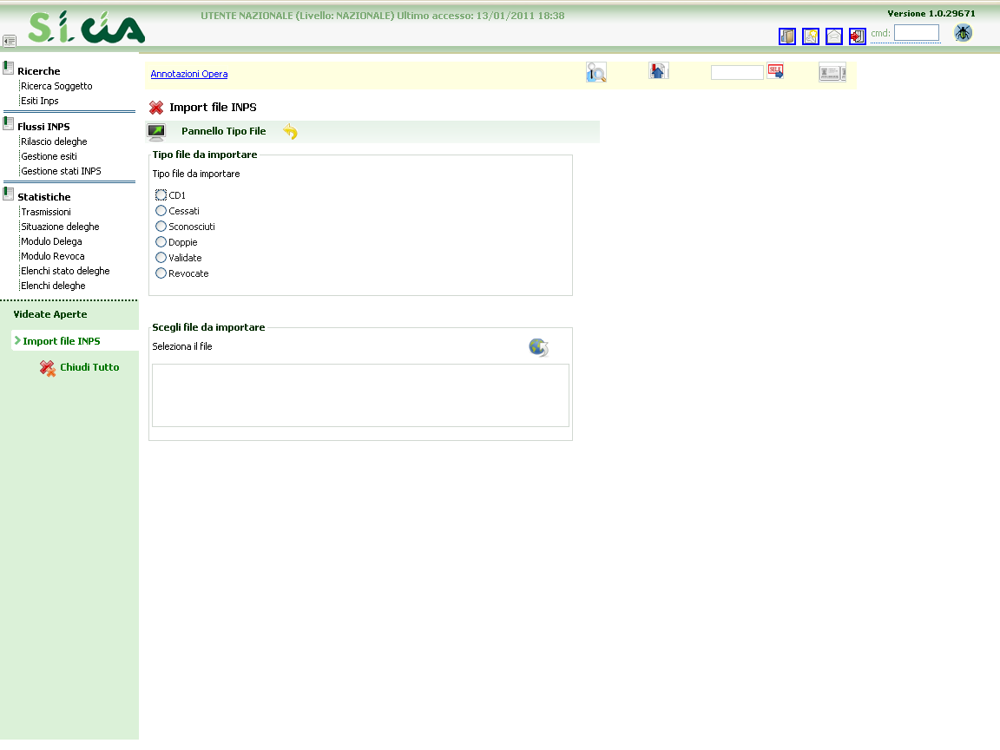 S.I. CIA
UTENTE NAZIONALE (Livello: NAZIONALE) Ultimo accesso: 13/01/2011 18:38
Versione 1.0.29671
cmd:
Ricerche
Ricerca Soggetto
Esiti Inps
Flussi INPS
Rilascio deleghe
Gestione esiti
Gestione stati INPS
Statistiche
Trasmissioni
Situazione deleghe
Modulo Delega
Modulo Revoca
Elenchi stato deleghe
Elenchi deleghe
Videate Aperte
Import file INPS
Chiudi Tutto
Annotazioni Opera
SELE
Import file INPS
Pannello Tipo File
Tipo file da importare
Tipo file da importare
CD1
Cessati
Sconosciuti
Doppie
Validate
Revocate
Scegli file da importare
Seleziona il file